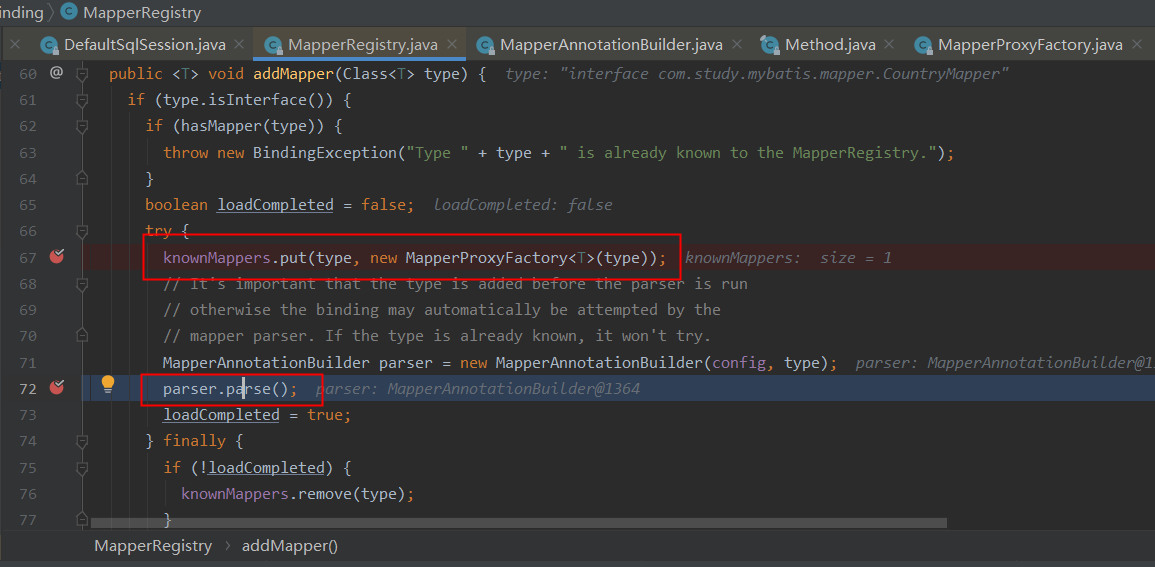 inding MapperRegistry
DefaultSqlSession.java MapperRegistry.java MapperAnnotationBuilder.java Method.java MapperProxyFactory.java
60 @ public <T> void addMapper(Class<T> type) { type: "interface com.study.mybatis.mapper.CountryMapper"
61 if (type.isInterface()) {
62 if (hasMapper(type)) {
63 throw new BindingException("Type " + type + " is already known to the MapperRegistry.");
64 }
65 boolean loadCompleted = false; loadCompleted: false
66 try {
67 knownMappers.put(type, new MapperProxyFactory<T>(type)); knownMappers: size = 1
68 // It's important that the type is added before the parser is run
69 // otherwise the binding may automatically be attempted by the
70 // mapper parser. If the type is already known, it won't try.
71 MapperAnnotationBuilder parser = new MapperAnnotationBuilder(config, type); parser: MapperAnnotationBuilder@1
72 parser.parse(); parser: MapperAnnotationBuilder@1364
73 loadCompleted = true;
74 } finally {
75 if (!loadCompleted) {
76 knownMappers.remove(type);
77 }
MapperRegistry addMapper()